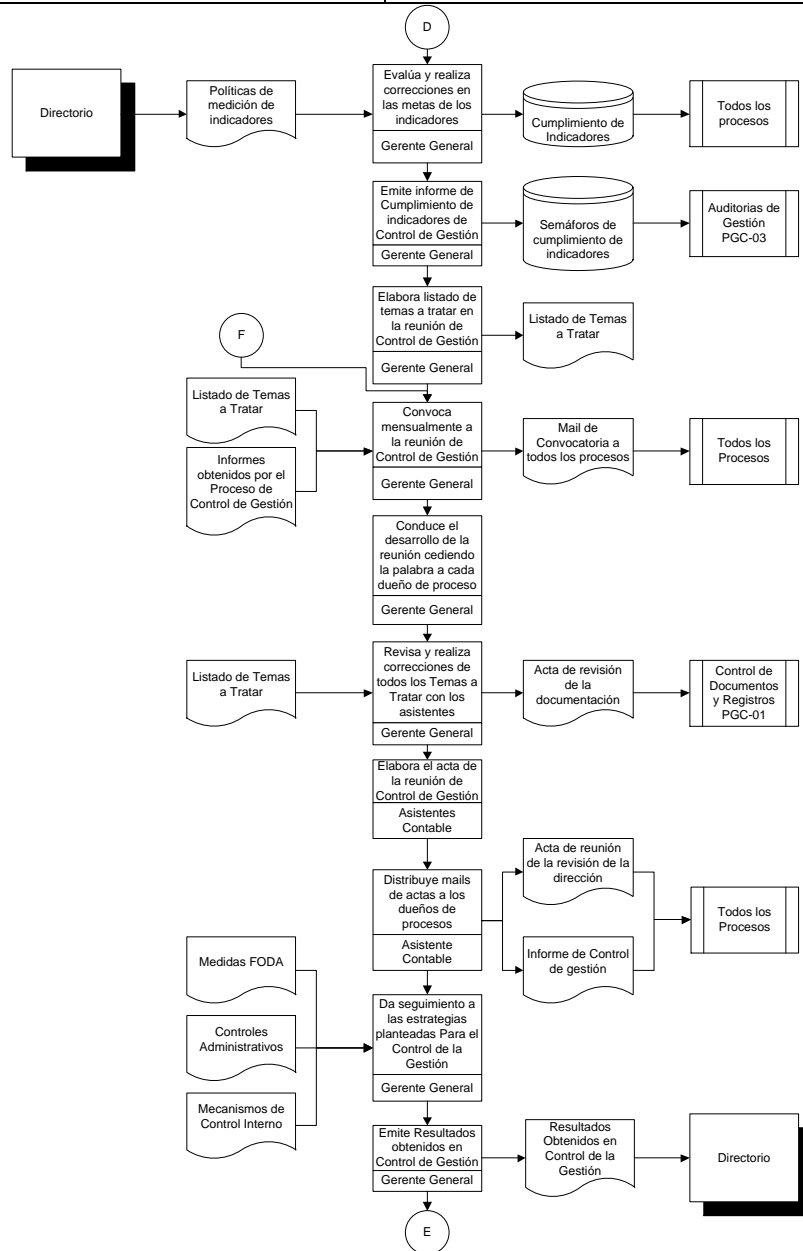 D
Directorio
Políticas de
medición de
indicadores
Evalúa y realiza
correcciones en
las metas de los
indicadores
Gerente General
Cumplimiento de
Indicadores
Todos los
procesos
Emite informe de
Cumplimiento de
indicadores de
Control de Gestión
Gerente General
Semáforos de
cumplimiento de
indicadores
Auditorias de
Gestión
PGC-03
Elabora listado de
temas a tratar en
la reunión de
Control de Gestión
Gerente General
Listado de Temas
a Tratar
F
Listado de Temas
a Tratar
Informes
obtenidos por el
Proceso de
Control de Gestión
Convoca
mensualmente a
la reunión de
Control de Gestión
Gerente General
Mail de
Convocatoria a
todos los procesos
Todos los
Procesos
Conduce el
desarrollo de la
reunión cediendo
la palabra a cada
dueño de proceso
Gerente General
Listado de Temas
a Tratar
Revisa y realiza
correcciones de
todos los Temas a
Tratar con los
asistentes
Gerente General
Acta de revisión
de la
documentación
Control de
Documentos
y Registros
PGC-01
Elabora el acta de
la reunión de
Control de Gestión
Asistentes
Contable
Distribuye mails
de actas a los
dueños de
procesos
Asistente
Contable
Acta de reunión
de la revisión de la
dirección
Informe de Control
de gestión
Todos los
Procesos
Medidas FODA
Controles
Administrativos
Mecanismos de
Control Interno
Da seguimiento a
las estrategias
planteadas Para el
Control de la
Gestión
Gerente General
Emite Resultados
obtenidos en
Control de Gestión
Gerente General
Resultados
Obtenidos en
Control de la
Gestión
Directorio
E